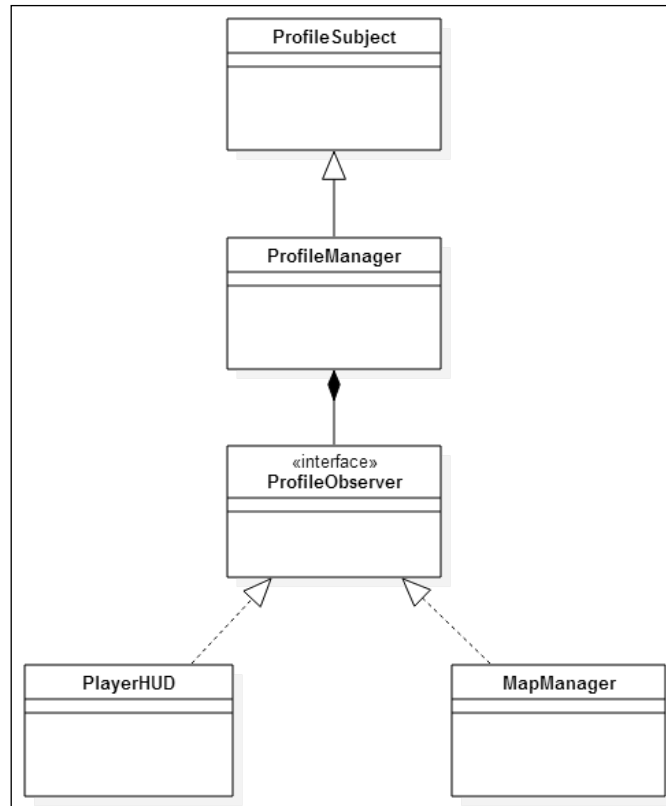 ProfileSubject
ProfileManager
«interface»
ProfileObserver
PlayerHUD
MapManager